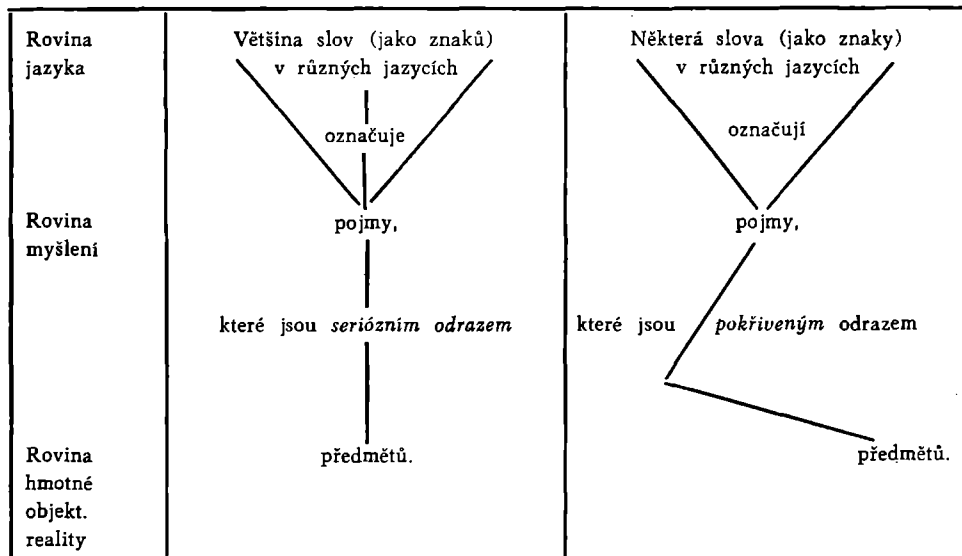 Rovina
jazyka
Většina slov (jako znaků)
v různých jazycích
označuje
Některá slova (jako znaky)
v různých jazycích
označují
Rovina
myšlení
pojmy,
pojmy,
které jsou seriózním odrazem
které jsou pokřiveným odrazem
Rovina
hmotné
objekt.
reality
předmětů.
předmětů.